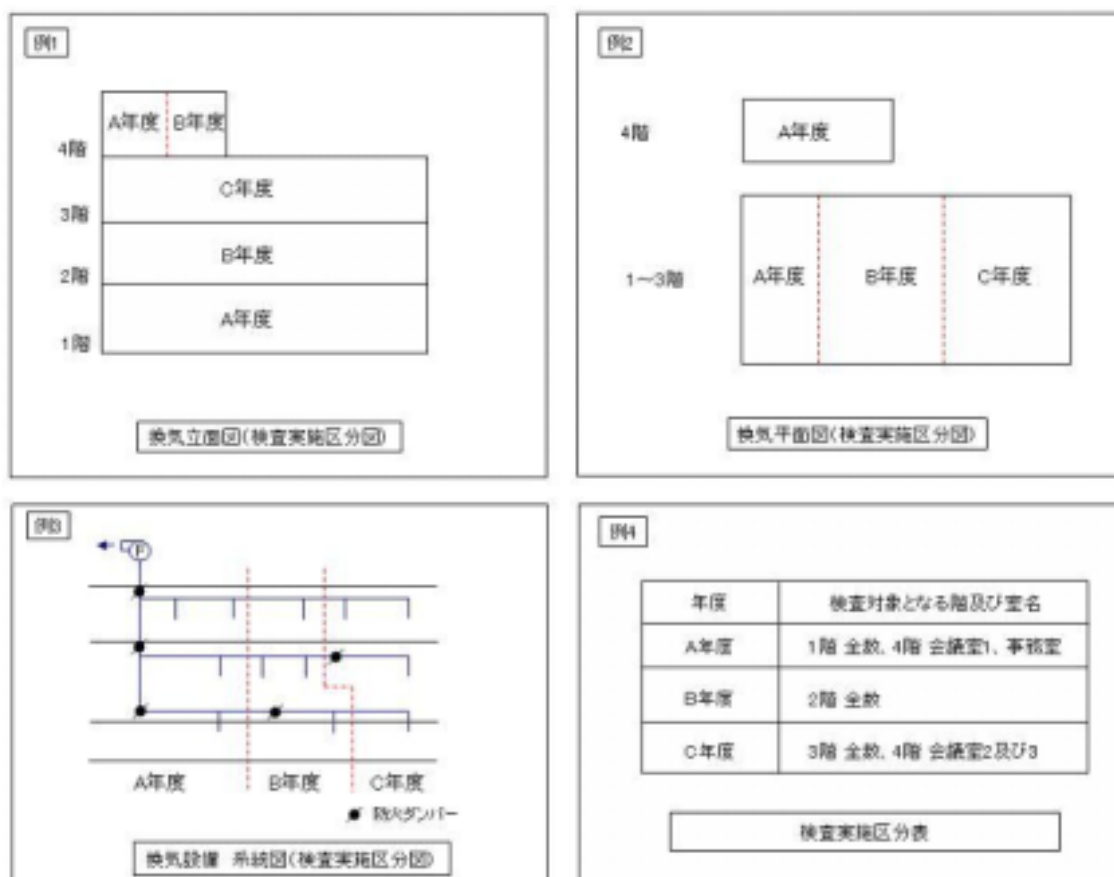 例1
A年度 B年度
4階
C年度
3階
B年度
2階
A年度
1階
換気立面図(検査実施区分図)
例2
4階
A年度
1～3階
A年度
B年度
C年度
換気平面図(検査実施区分図)
例3
F
A年度
B年度
C年度
防火ダンパー
換気設備 系統図(検査実施区分図)
例4
年度 検査対象となる階及び室名
A年度 1階 全数、4階 会議室1、事務室
B年度 2階 全数
C年度 3階 全数、4階 会議室2及び3
検査実施区分表